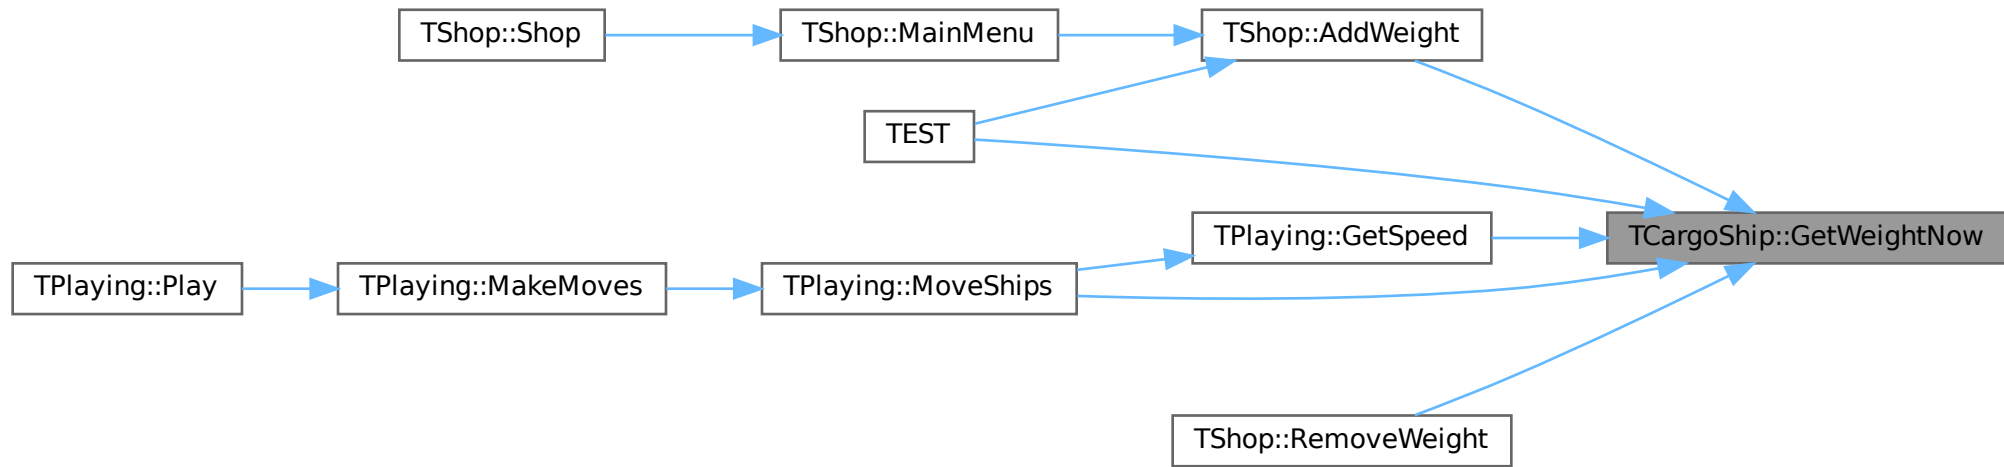 TShop::Shop
TShop::MainMenu
TShop::AddWeight
TEST
TPlaying::GetSpeed
TCargoShip::GetWeightNow
TPlaying::Play
TPlaying::MakeMoves
TPlaying::MoveShips
TShop::RemoveWeight